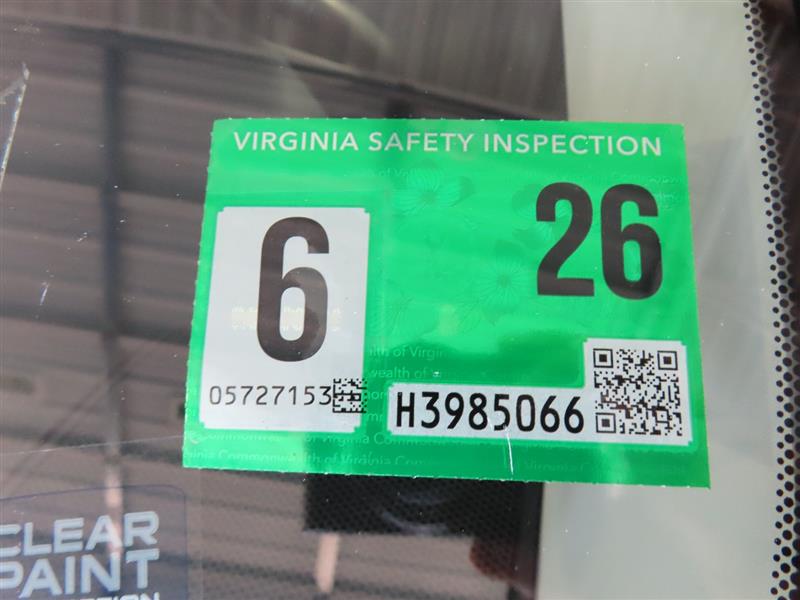 VIRGINIA SAFETY INSPECTION
6
26
05727153
H3985066
CLEAR
PAINT